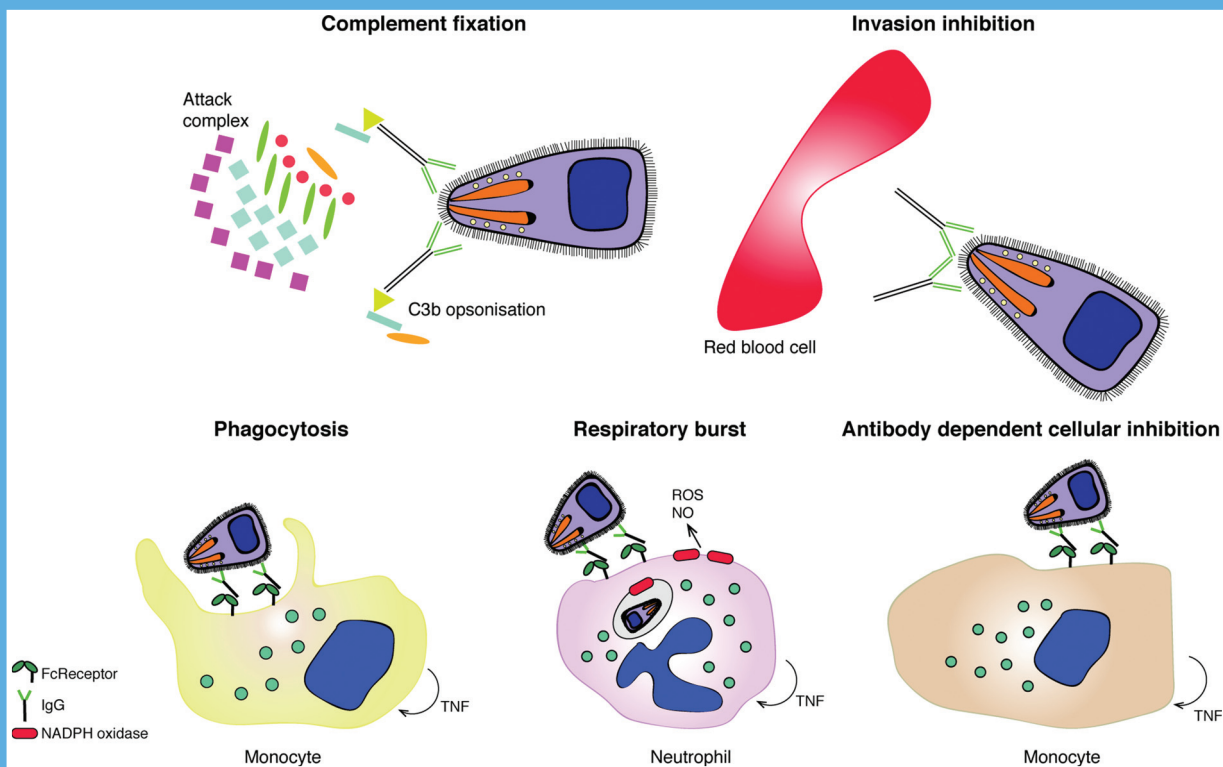 Complement fixation
Invasion inhibition
Attack
complex
C3b opsonisation
Red blood cell
Phagocytosis
Respiratory burst
Antibody dependent cellular inhibition
ROS
NO
FcReceptor
IgG
NADPH oxidase
TNF
TNF
TNF
Monocyte
Neutrophil
Monocyte